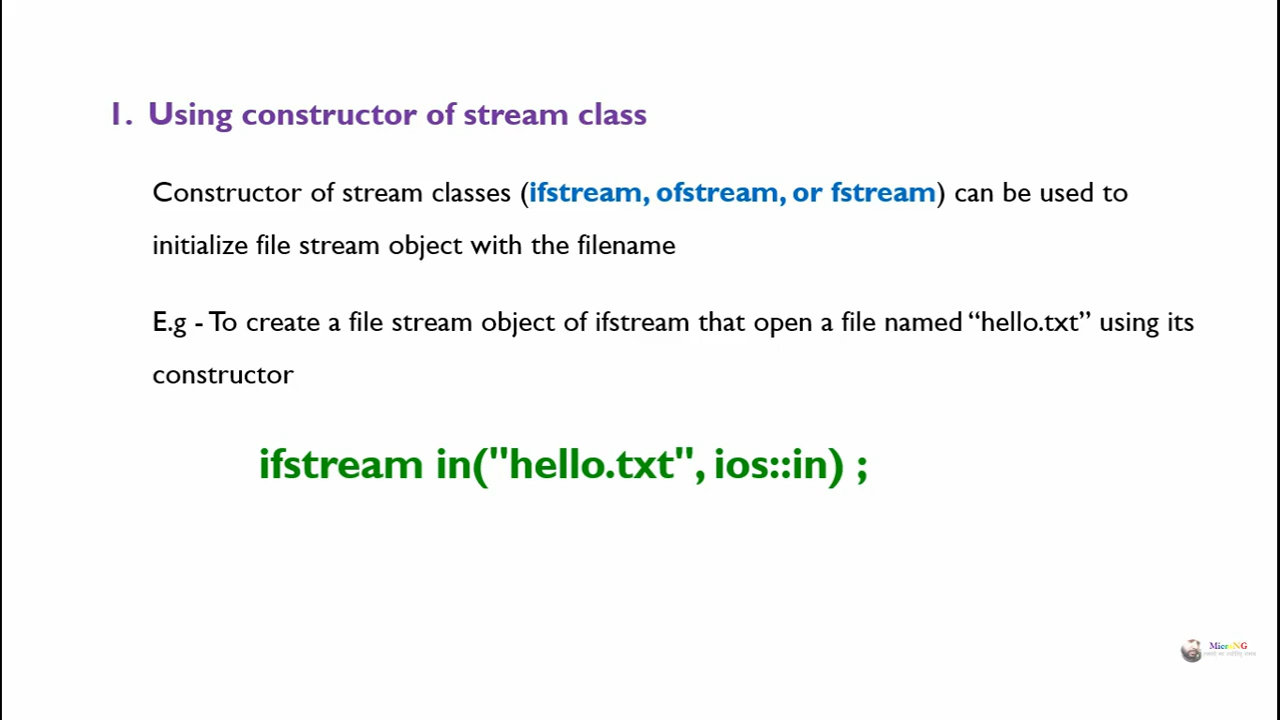 1. Using constructor of stream class
Constructor of stream classes (ifstream, ofstream, or fstream) can be used to
initialize file stream object with the filename
E.g - To create a file stream object of ifstream that open a file named “hello.txt” using its
constructor
ifstream in("hello.txt", ios::in) ;
MicroNG